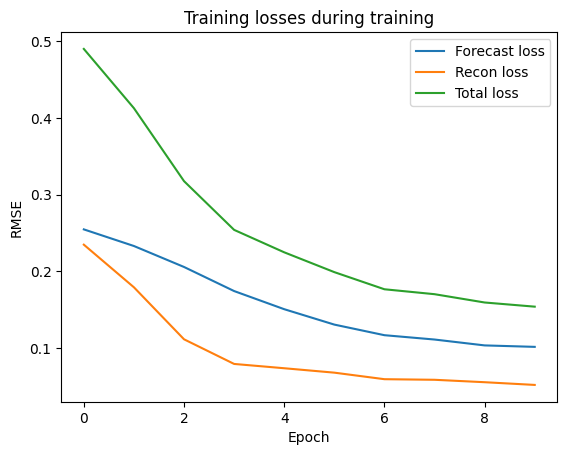 Training losses during training
0.5
0.4
0.3
0.2
0.1
RMSE
Forecast loss
Recon loss
Total loss
0 2 4 6 8
Epoch